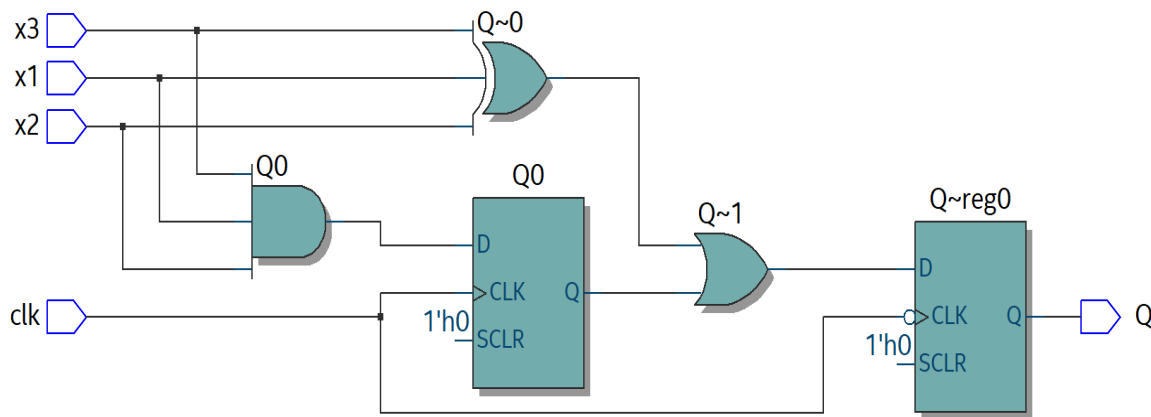 x3
Q~0
x1
x2
Q0
Q0
Q~1
Q~reg0
D
D
CLK
Q
clk
1'h0
SCLR
CLK
Q
Q
1'h0
SCLR